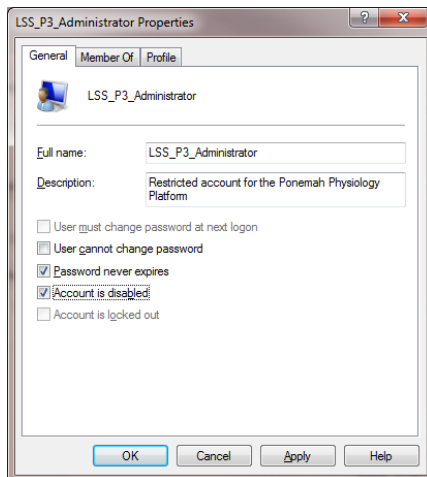 LSS_P3_Administrator Properties
General Member Of Profile
LSS_P3_Administrator
Full name: LSS_P3_Administrator
Description: Restricted account for the Ponemah Physiology
Platform
User must change password at next logon
User cannot change password
Password never expires
Account is disabled
Account is locked out
OK Cancel Apply Help